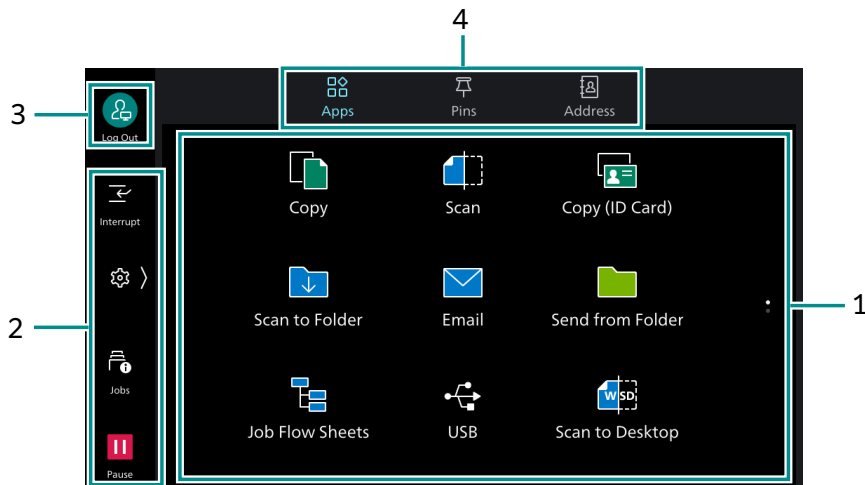 4
3
Log Out
Apps Pins Address
2
Interrupt
Jobs
Pause
Copy Scan Copy (ID Card)
Scan to Folder Email Send from Folder
Job Flow Sheets USB Scan to Desktop
W SD
1